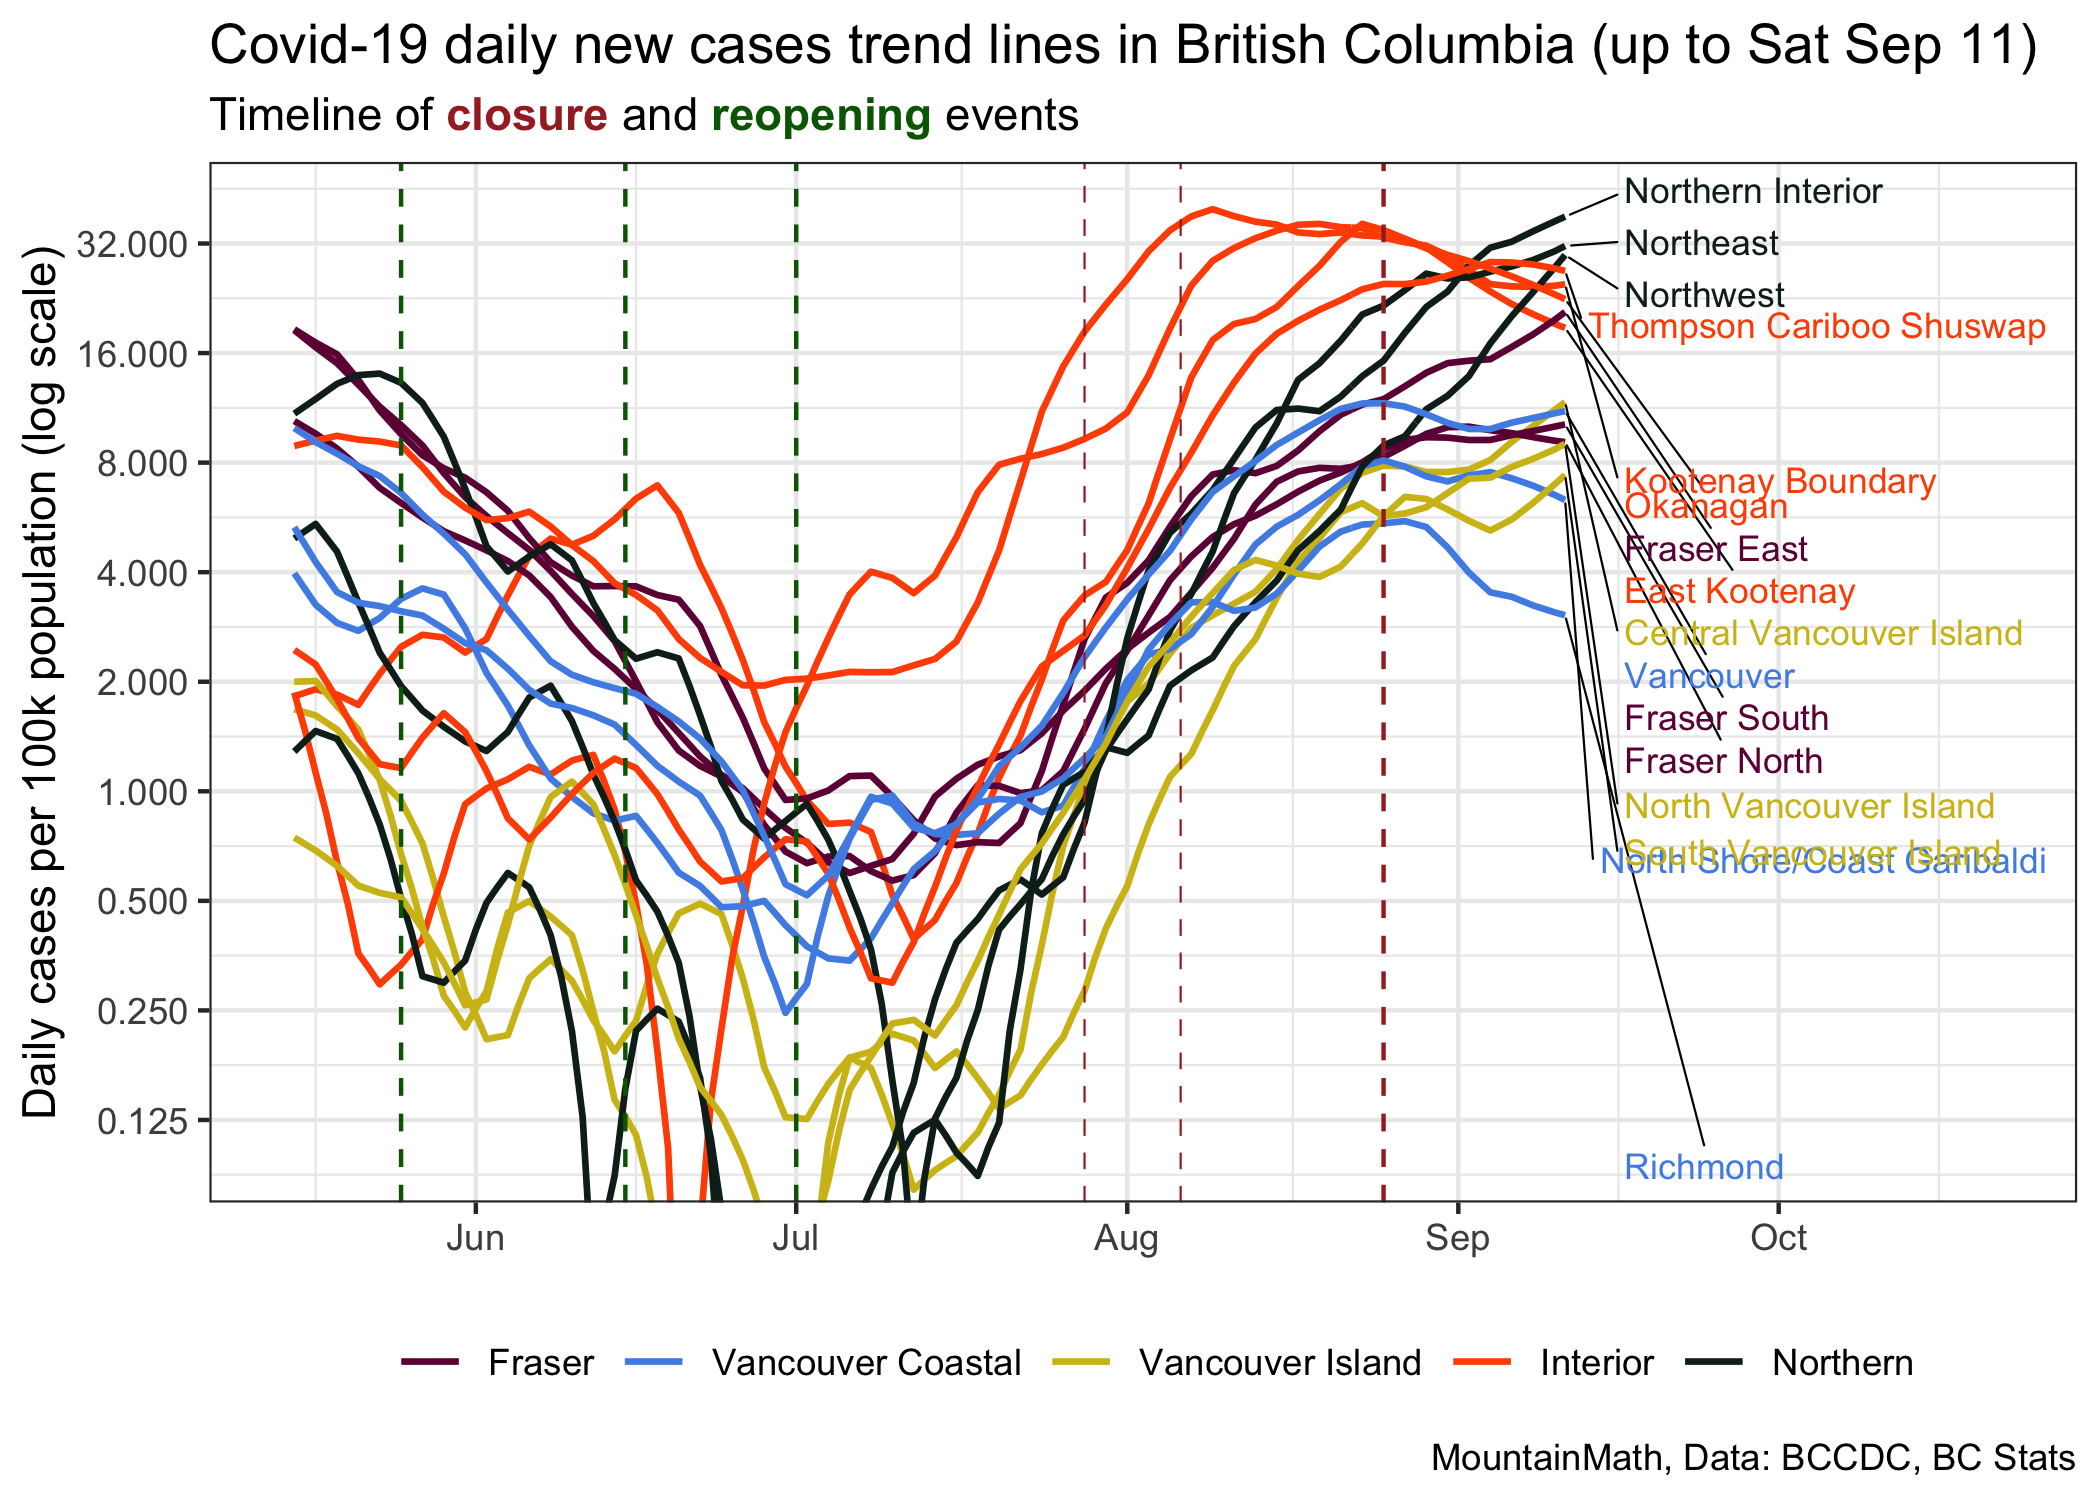 Covid-19 daily new cases trend lines in British Columbia (up to Sat Sep 11)
Timeline of closure and reopening events
Daily cases per 100k population (log scale)
32.000
16.000
8.000
4.000
2.000
1.000
0.500
0.250
0.125
Northern Interior
Northeast
Northwest
Thompson Cariboo Shuswap
Kootenay Boundary
Okanagan
Fraser East
East Kootenay
Central Vancouver Island
Vancouver
Fraser South
Fraser North
North Vancouver Island
South Vancouver Island
North Shore/Coast Garibaldi
Richmond
Jun Jul Aug Sep Oct
Fraser Vancouver Coastal Vancouver Island Interior Northern
MountainMath, Data: BCCDC, BC Stats